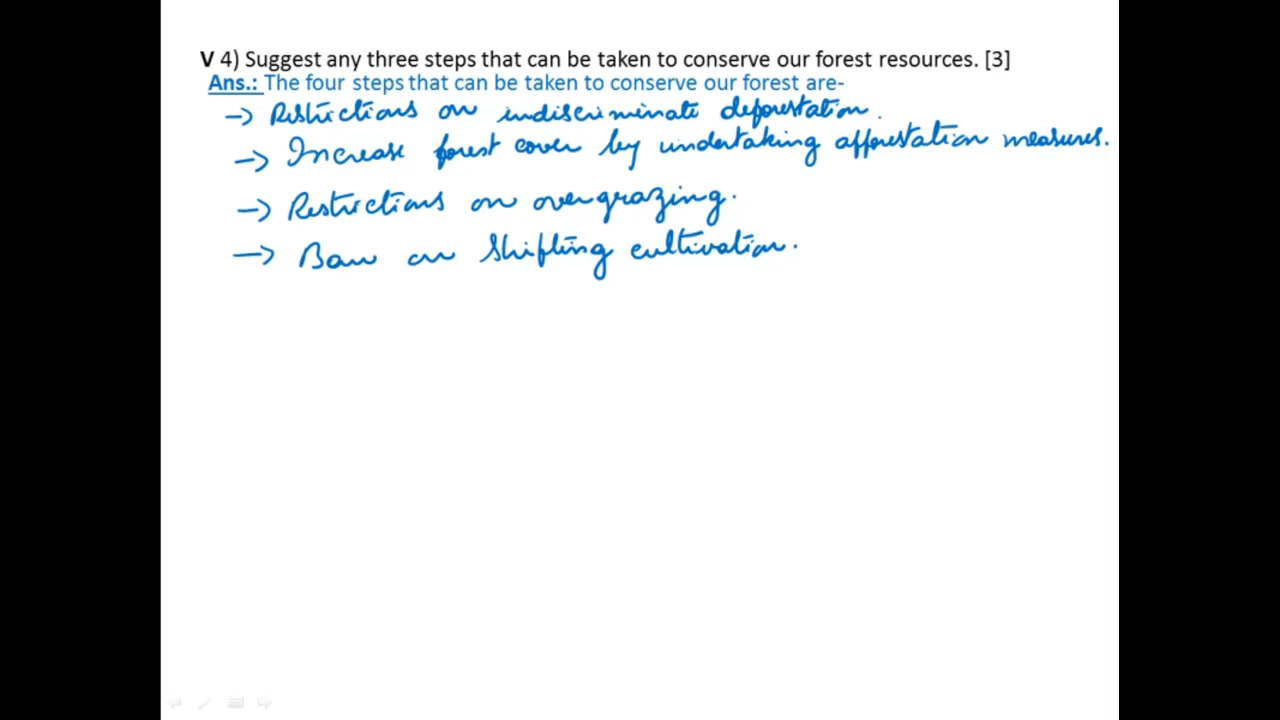 V 4) Suggest any three steps that can be taken to conserve our forest resources. [3]
Ans.: The four steps that can be taken to conserve our forest are-
→ Restrictions on indiscriminate deforestation.
→ Increase forest cover by undertaking afforestation measures.
→ Restrictions on overgrazing.
→ Ban on Shifting cultivation.